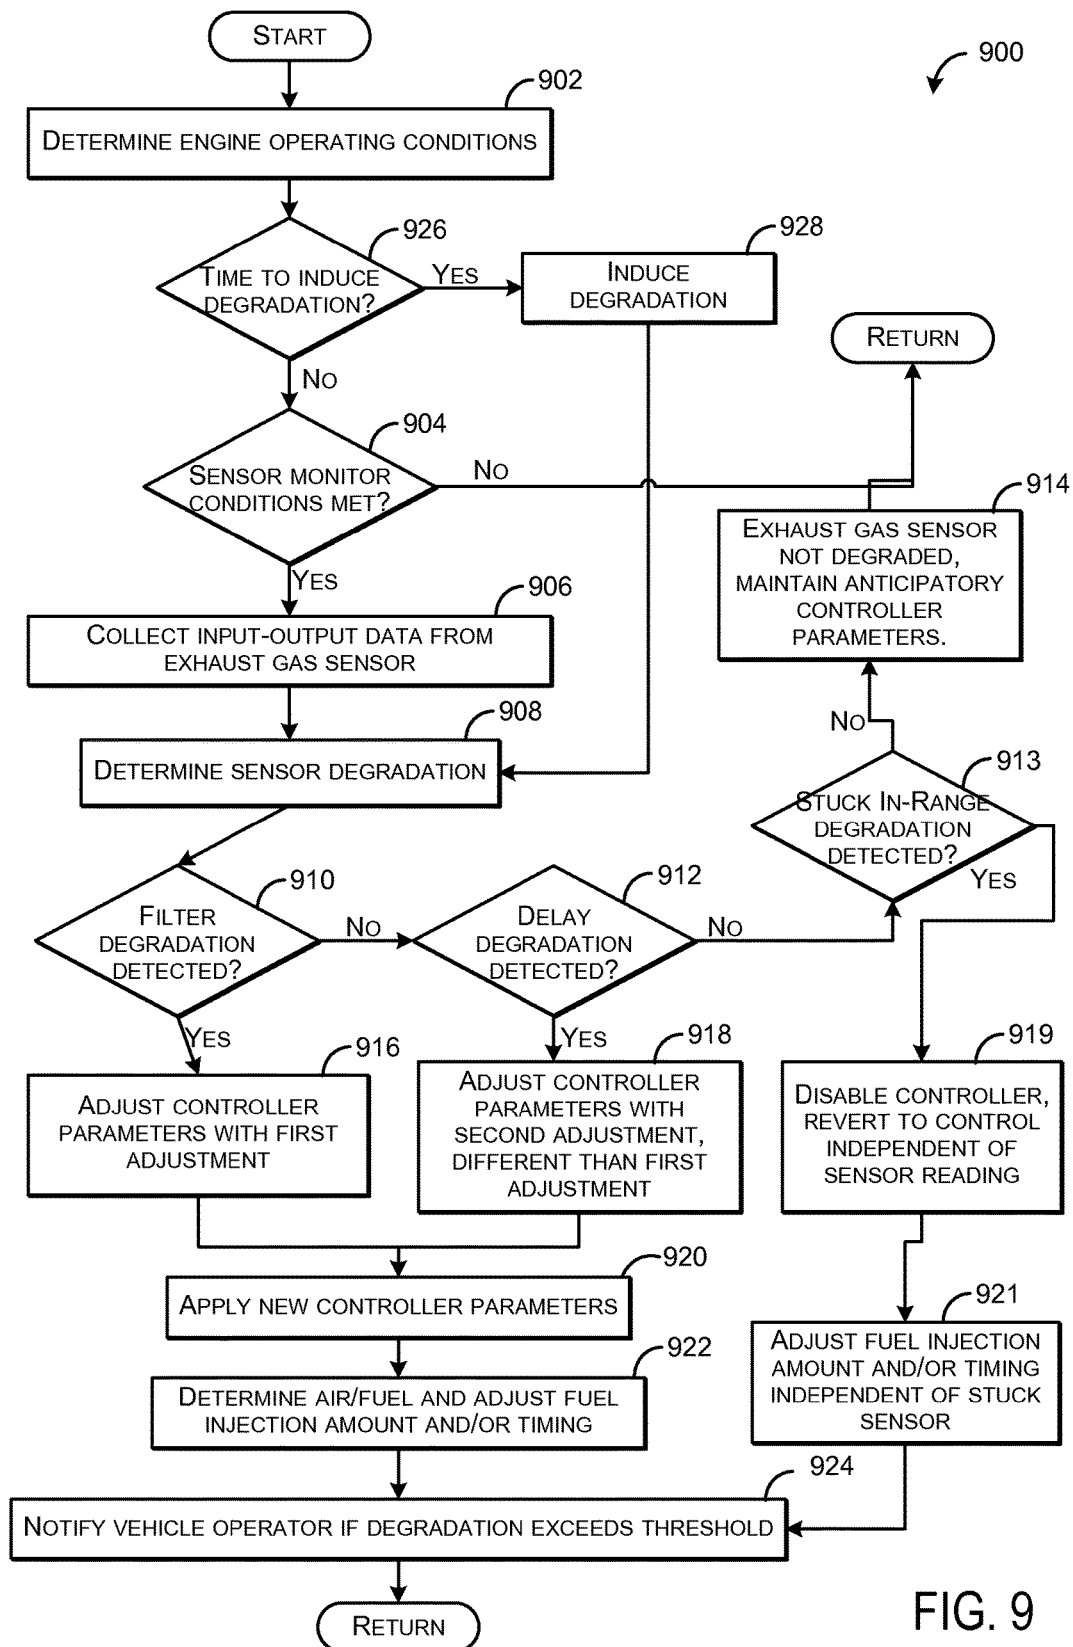 START
900
902
DETERMINE ENGINE OPERATING CONDITIONS
926
TIME TO INDUCE
DEGRADATION?
YES
928
INDUCE
DEGRADATION
NO
RETURN
904
SENSOR MONITOR
CONDITIONS MET?
NO
914
EXHAUST GAS SENSOR
NOT DEGRADED,
MAINTAIN ANTICIPATORY
CONTROLLER
PARAMETERS.
YES
906
COLLECT INPUT-OUTPUT DATA FROM
EXHAUST GAS SENSOR
908
DETERMINE SENSOR DEGRADATION
NO
913
STUCK IN-RANGE
DEGRADATION
DETECTED?
YES
910
FILTER
DEGRADATION
DETECTED?
NO
912
DELAY
DEGRADATION
DETECTED?
NO
YES
916
ADJUST CONTROLLER
PARAMETERS WITH FIRST
ADJUSTMENT
YES
918
ADJUST CONTROLLER
PARAMETERS WITH
SECOND ADJUSTMENT,
DIFFERENT THAN FIRST
ADJUSTMENT
919
DISABLE CONTROLLER,
REVERT TO CONTROL
INDEPENDENT OF
SENSOR READING
920
APPLY NEW CONTROLLER PARAMETERS
921
ADJUST FUEL INJECTION
AMOUNT AND/OR TIMING
INDEPENDENT OF STUCK
SENSOR
922
DETERMINE AIR/FUEL AND ADJUST FUEL
INJECTION AMOUNT AND/OR TIMING
924
NOTIFY VEHICLE OPERATOR IF DEGRADATION EXCEEDS THRESHOLD
RETURN
FIG. 9